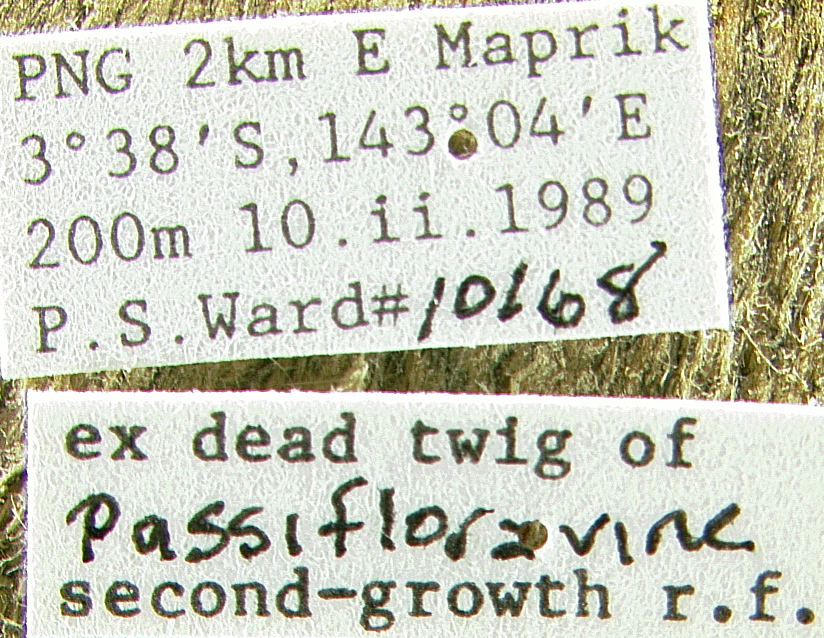 PNG 2km E Maprik
3°38'S,143°04'E
200m 10.ii.1989
P.S.Ward#10168
ex dead twig of
Passiflora vine
second-growth r.f.